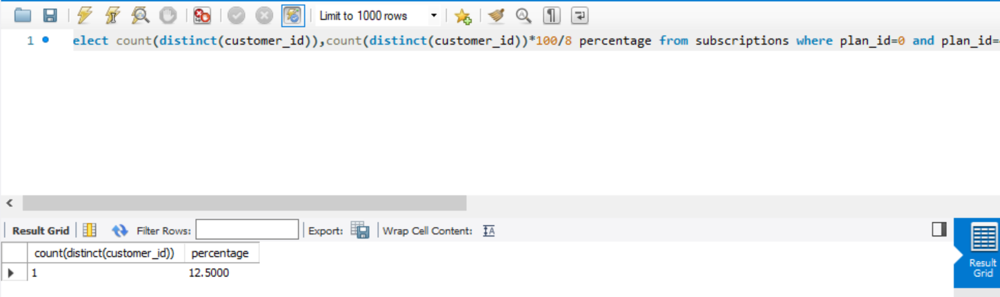 Limit to 1000 rows
1 elect count(distinct(customer_id)),count(distinct(customer_id))*100/8 percentage from subscriptions where plan_id=0 and plan_id=
Result Grid Filter Rows: Export: Wrap Cell Content: IA
count(distinct(customer_id)) percentage
1 12.5000
Result
Grid